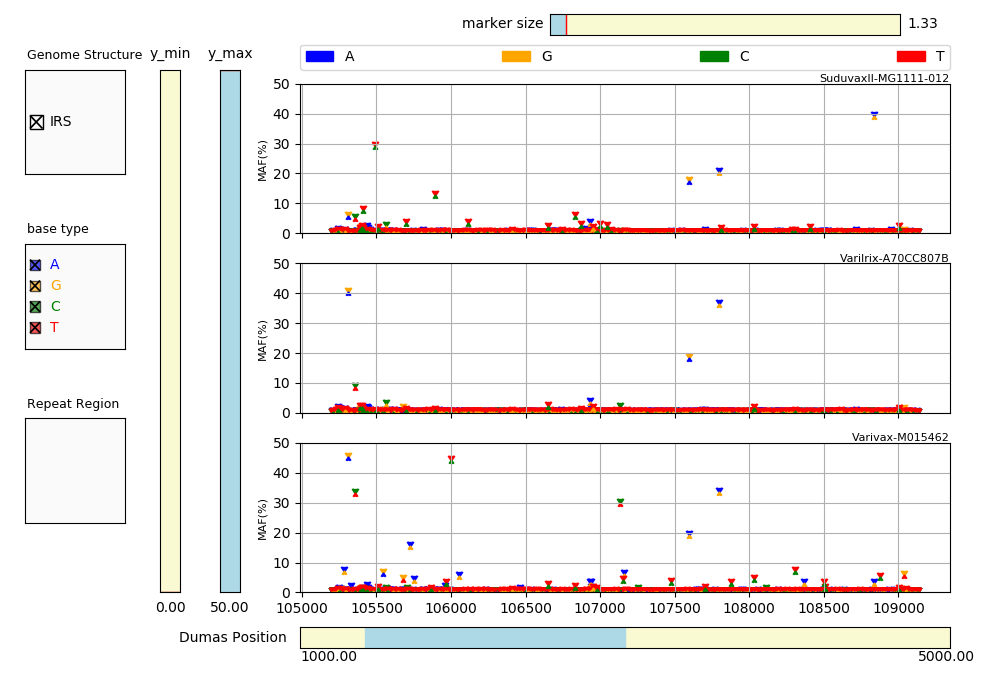 marker size 1.33
Genome Structure y_min y_max
A G C T
SuduvaxII-MG1111-012
IRS
50
40
30
20
10
0
MAF(%)
base type
A
G
C
T
Varilrix-A70CC807B
50
40
30
20
10
0
MAF(%)
Repeat Region
Varivax-M015462
50
40
30
20
10
0
MAF(%)
0.00 50.00
105000 105500 106000 106500 107000 107500 108000 108500 109000
Dumas Position
1000.00 5000.00